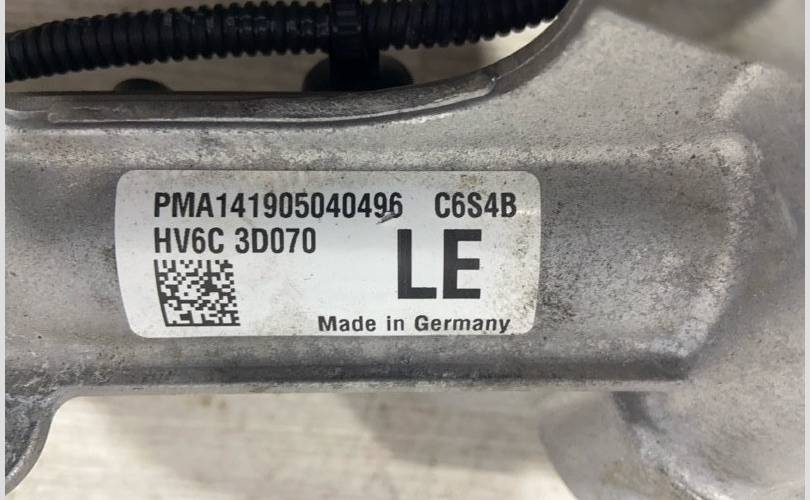 PMA141905040496 C6S4B
HV6C 3D070
LE
Made in Germany